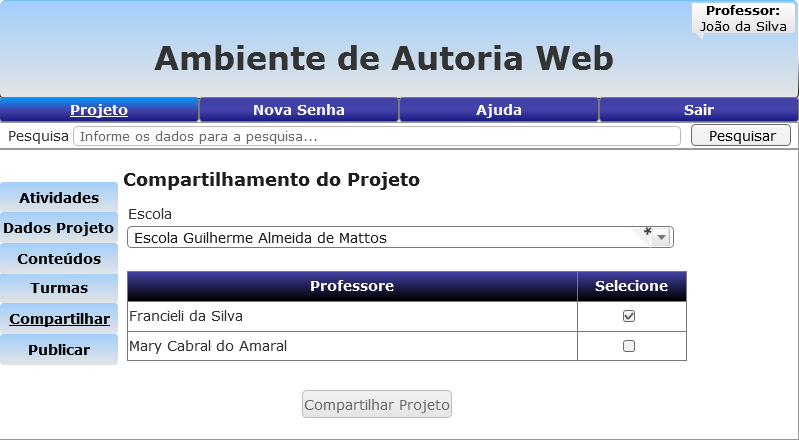 Professor:
João da Silva
Ambiente de Autoria Web
Projeto Nova Senha Ajuda Sair
Pesquisa Informe os dados para a pesquisa... Pesquisar
Compartilhamento do Projeto
Atividades
Dados Projeto
Conteúdos
Turmas
Compartilhar
Publicar
Escola
Escola Guilherme Almeida de Mattos *
Professore Selecione
Francieli da Silva
Mary Cabral do Amaral
Compartilhar Projeto